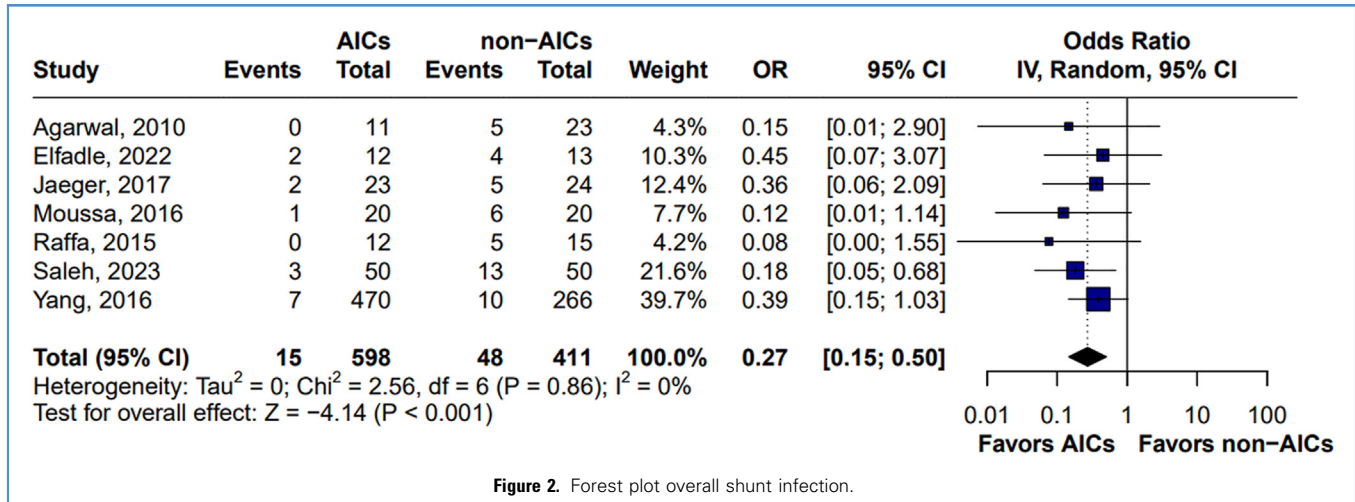 AICs non−AICs Odds Ratio
Study Events Total Events Total Weight OR 95% CI IV, Random, 95% CI
Agarwal, 2010 0 11 5 23 4.3% 0.15 [0.01; 2.90]
Elfadle, 2022 2 12 4 13 10.3% 0.45 [0.07; 3.07]
Jaeger, 2017 2 23 5 24 12.4% 0.36 [0.06; 2.09]
Moussa, 2016 1 20 6 20 7.7% 0.12 [0.01; 1.14]
Raffa, 2015 0 12 5 15 4.2% 0.08 [0.00; 1.55]
Saleh, 2023 3 50 13 50 21.6% 0.18 [0.05; 0.68]
Yang, 2016 7 470 10 266 39.7% 0.39 [0.15; 1.03]
Total (95% CI) 15 598 48 411 100.0% 0.27 [0.15; 0.50]
Heterogeneity: Tau² = 0; Chi² = 2.56, df = 6 (P = 0.86); I² = 0%
Test for overall effect: Z = −4.14 (P < 0.001)
0.01 0.1 1 10 100
Favors AICs Favors non−AICs
Figure 2. Forest plot overall shunt infection.